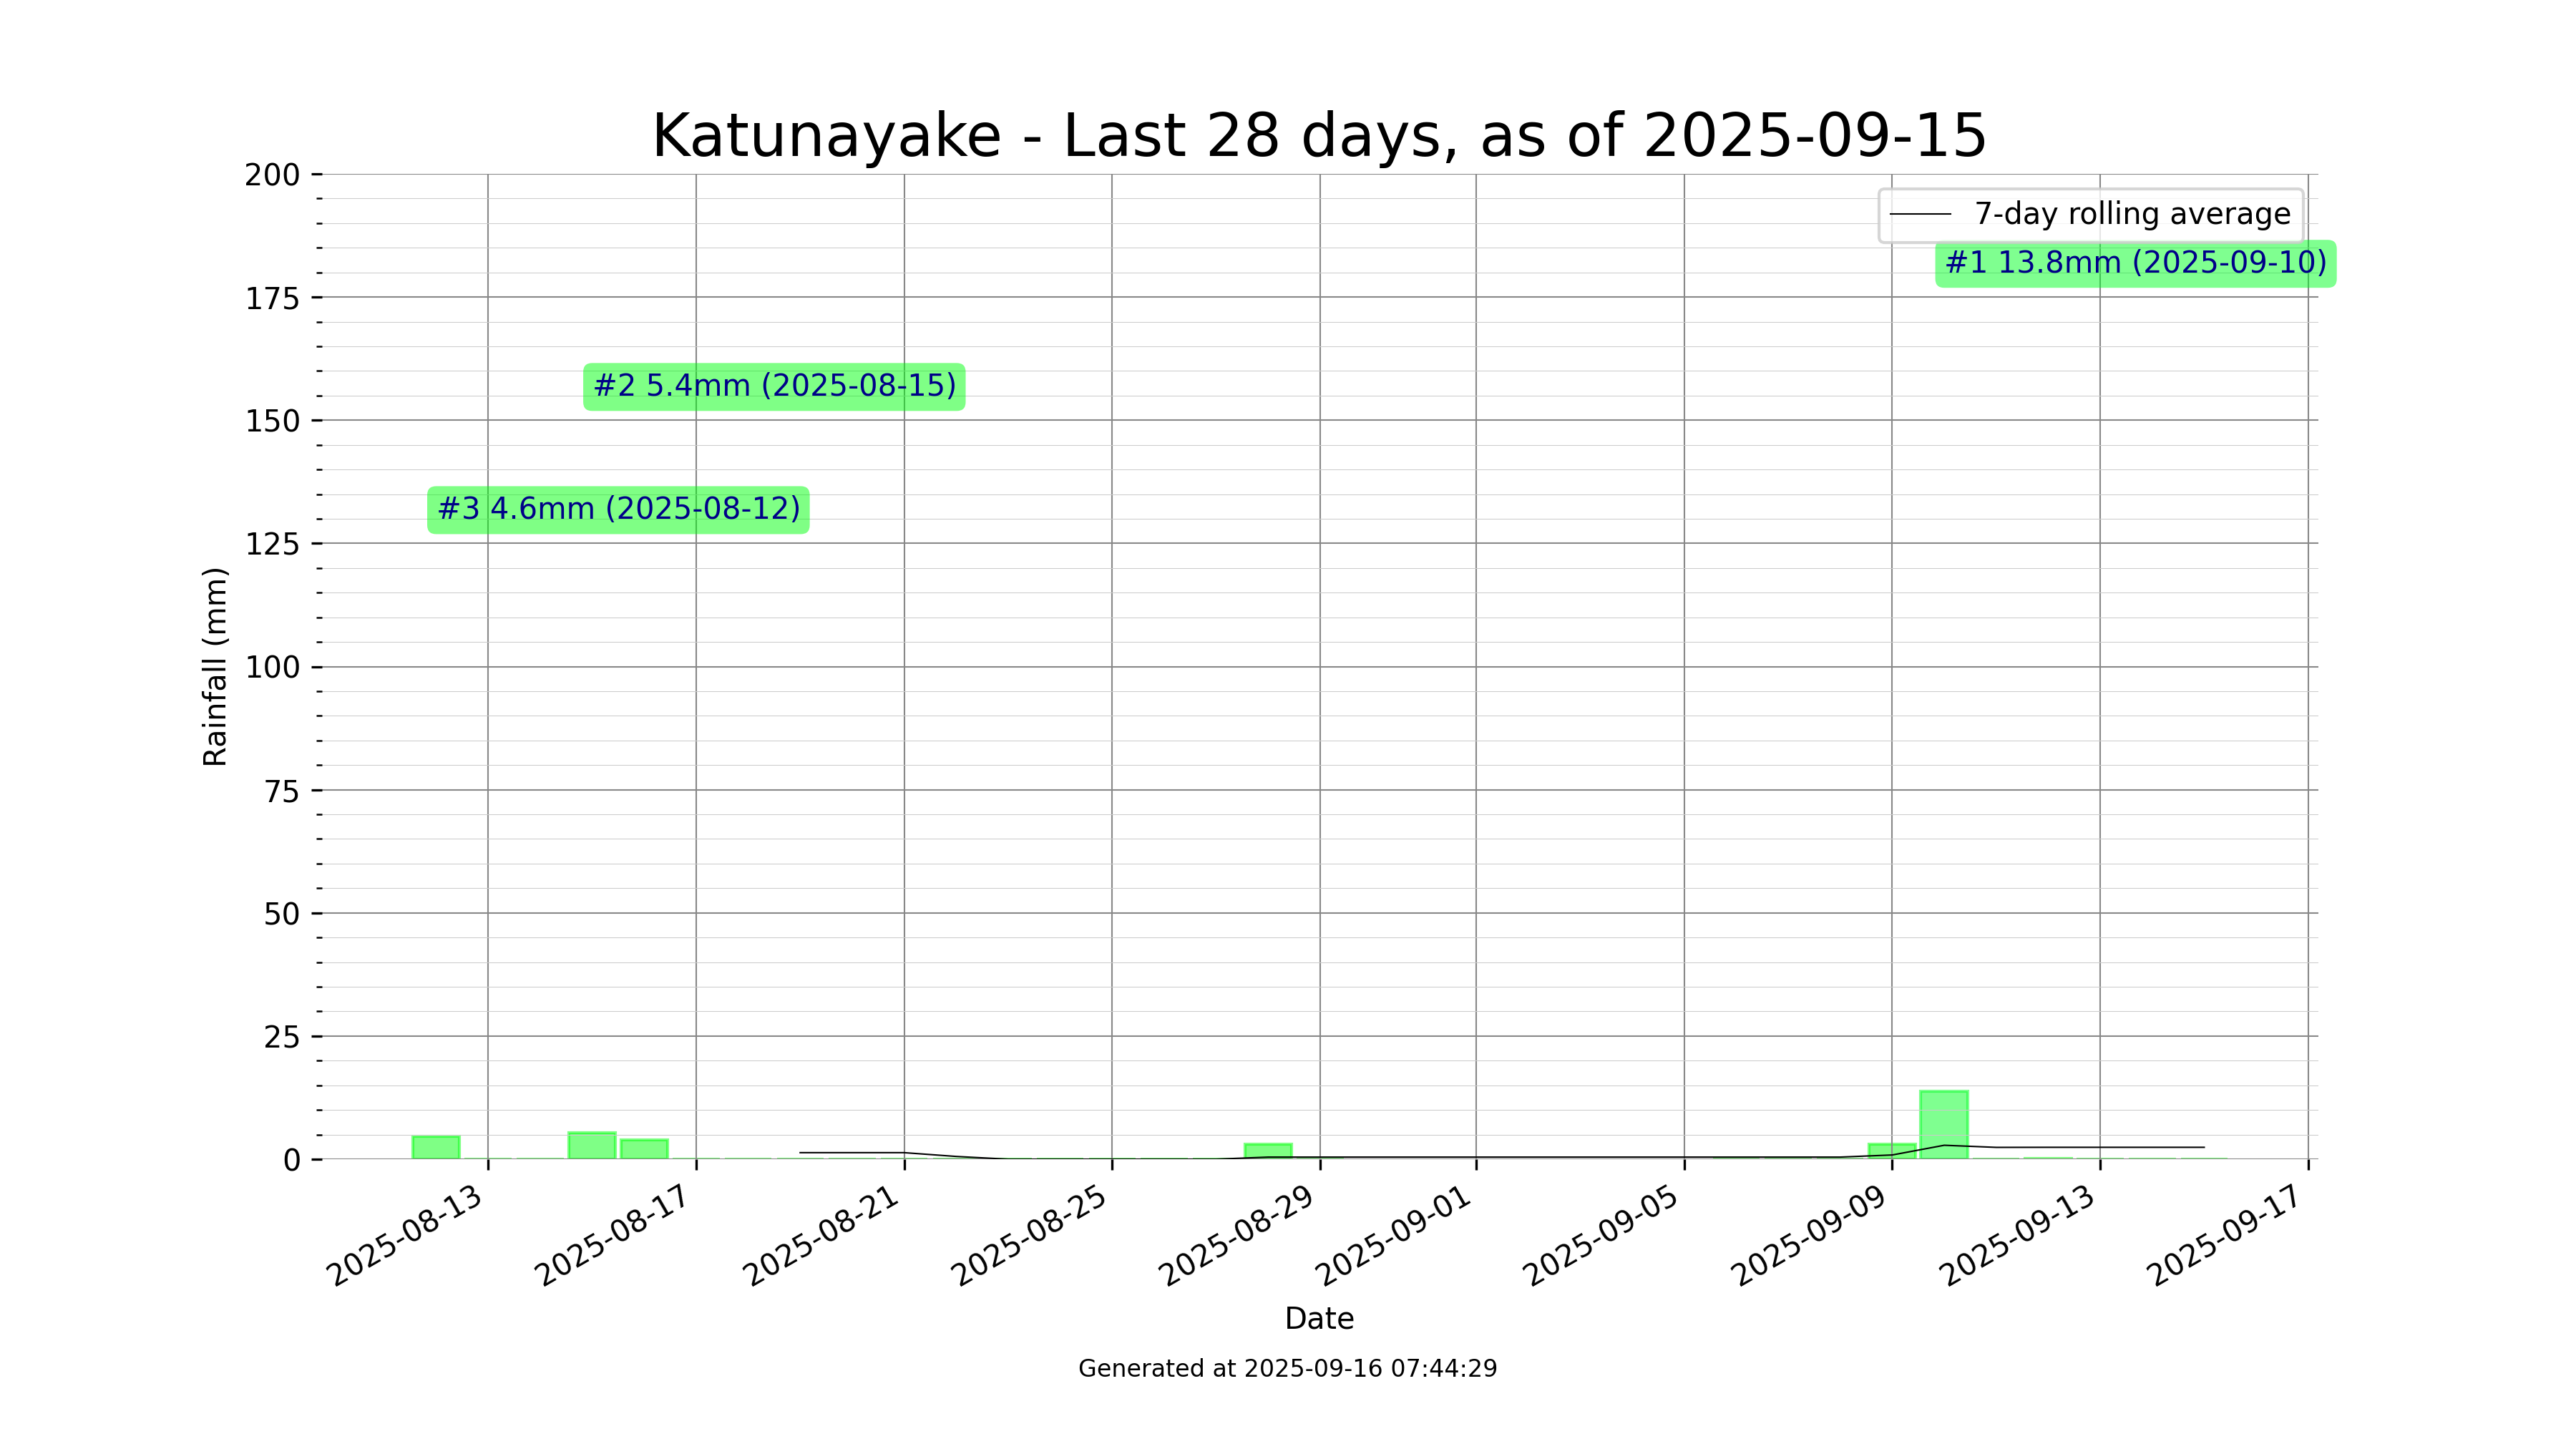 Katunayake - Last 28 days, as of 2025-09-15
200
175
150
125
100
75
50
25
0
Rainfall (mm)
7-day rolling average
#1 13.8mm (2025-09-10)
#2 5.4mm (2025-08-15)
#3 4.6mm (2025-08-12)
2025-08-13
2025-08-17
2025-08-21
2025-08-25
2025-08-29
2025-09-01
2025-09-05
2025-09-09
2025-09-13
2025-09-17
Date
Generated at 2025-09-16 07:44:29